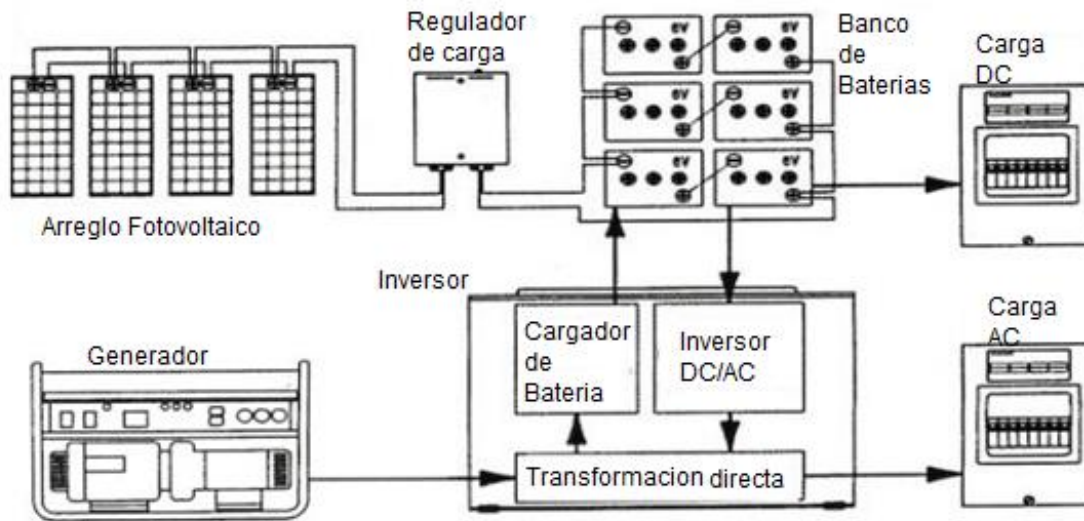 Regulador
de carga
6V
6V
6V
6V
6V
6V
Banco
de
Baterias
Carga
DC
Arreglo Fotovoltaico
Inversor
Cargador
de
Bateria
Inversor
DC/AC
Generador
Transformacion directa
Carga
AC